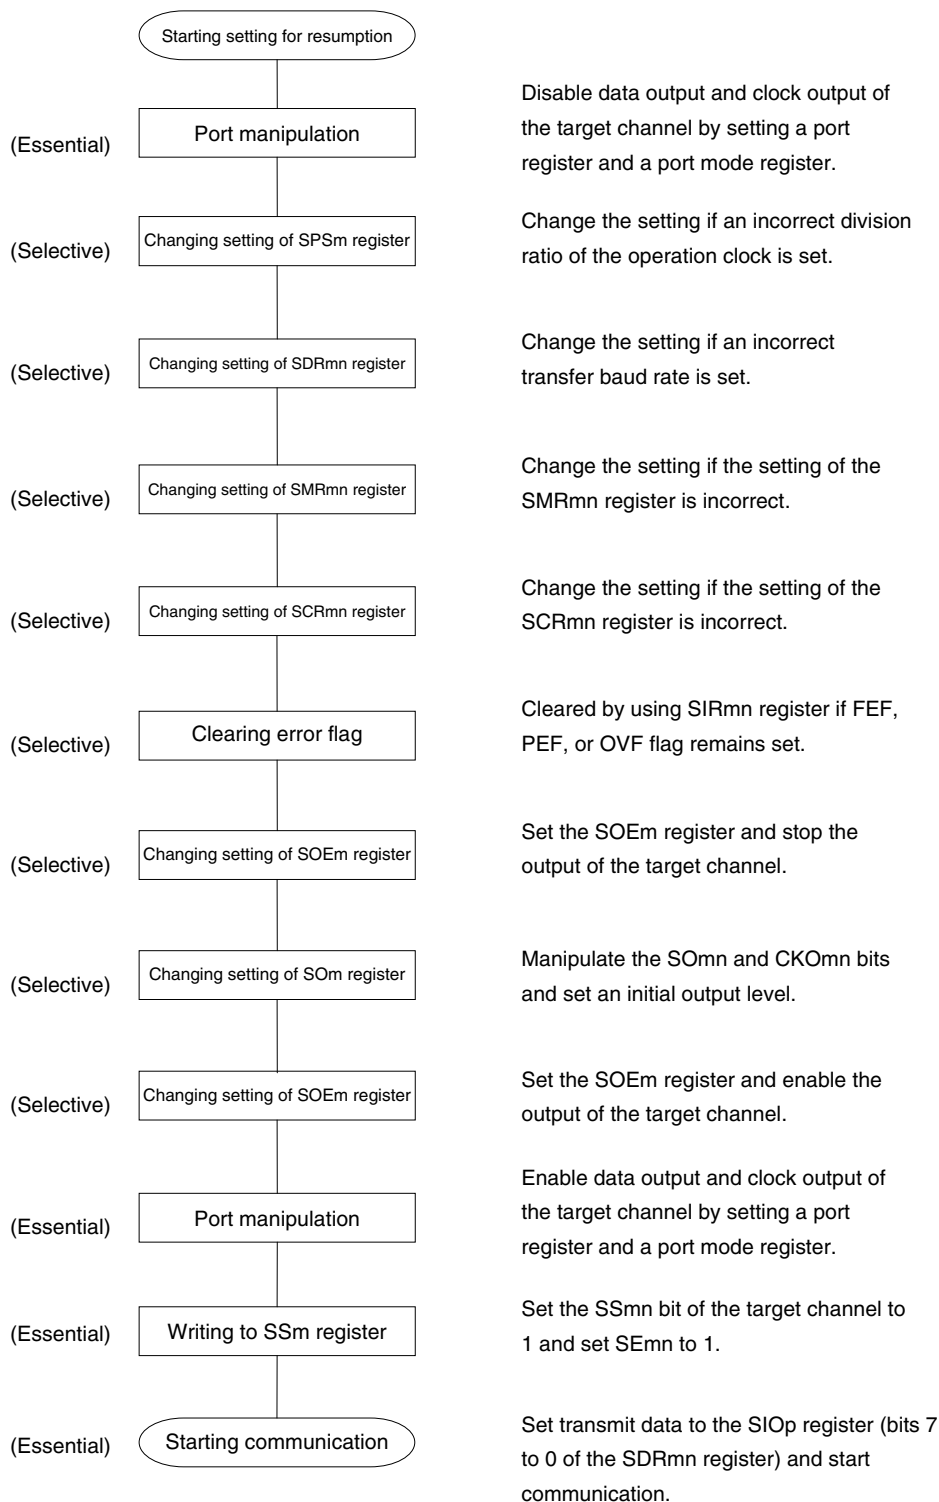 Starting setting for resumption
(Essential)
Port manipulation
Disable data output and clock output of
the target channel by setting a port
register and a port mode register.
(Selective)
Changing setting of SPSm register
Change the setting if an incorrect division
ratio of the operation clock is set.
(Selective)
Changing setting of SDRmn register
Change the setting if an incorrect
transfer baud rate is set.
(Selective)
Changing setting of SMRmn register
Change the setting if the setting of the
SMRmn register is incorrect.
(Selective)
Changing setting of SCRmn register
Change the setting if the setting of the
SCRmn register is incorrect.
(Selective)
Clearing error flag
Cleared by using SIRmn register if FEF,
PEF, or OVF flag remains set.
(Selective)
Changing setting of SOEm register
Set the SOEm register and stop the
output of the target channel.
(Selective)
Changing setting of SOm register
Manipulate the SOmn and CKOmn bits
and set an initial output level.
(Selective)
Changing setting of SOEm register
Set the SOEm register and enable the
output of the target channel.
(Essential)
Port manipulation
Enable data output and clock output of
the target channel by setting a port
register and a port mode register.
(Essential)
Writing to SSm register
Set the SSmn bit of the target channel to
1 and set SEmn to 1.
(Essential)
Starting communication
Set transmit data to the SIOp register (bits 7
to 0 of the SDRmn register) and start
communication.